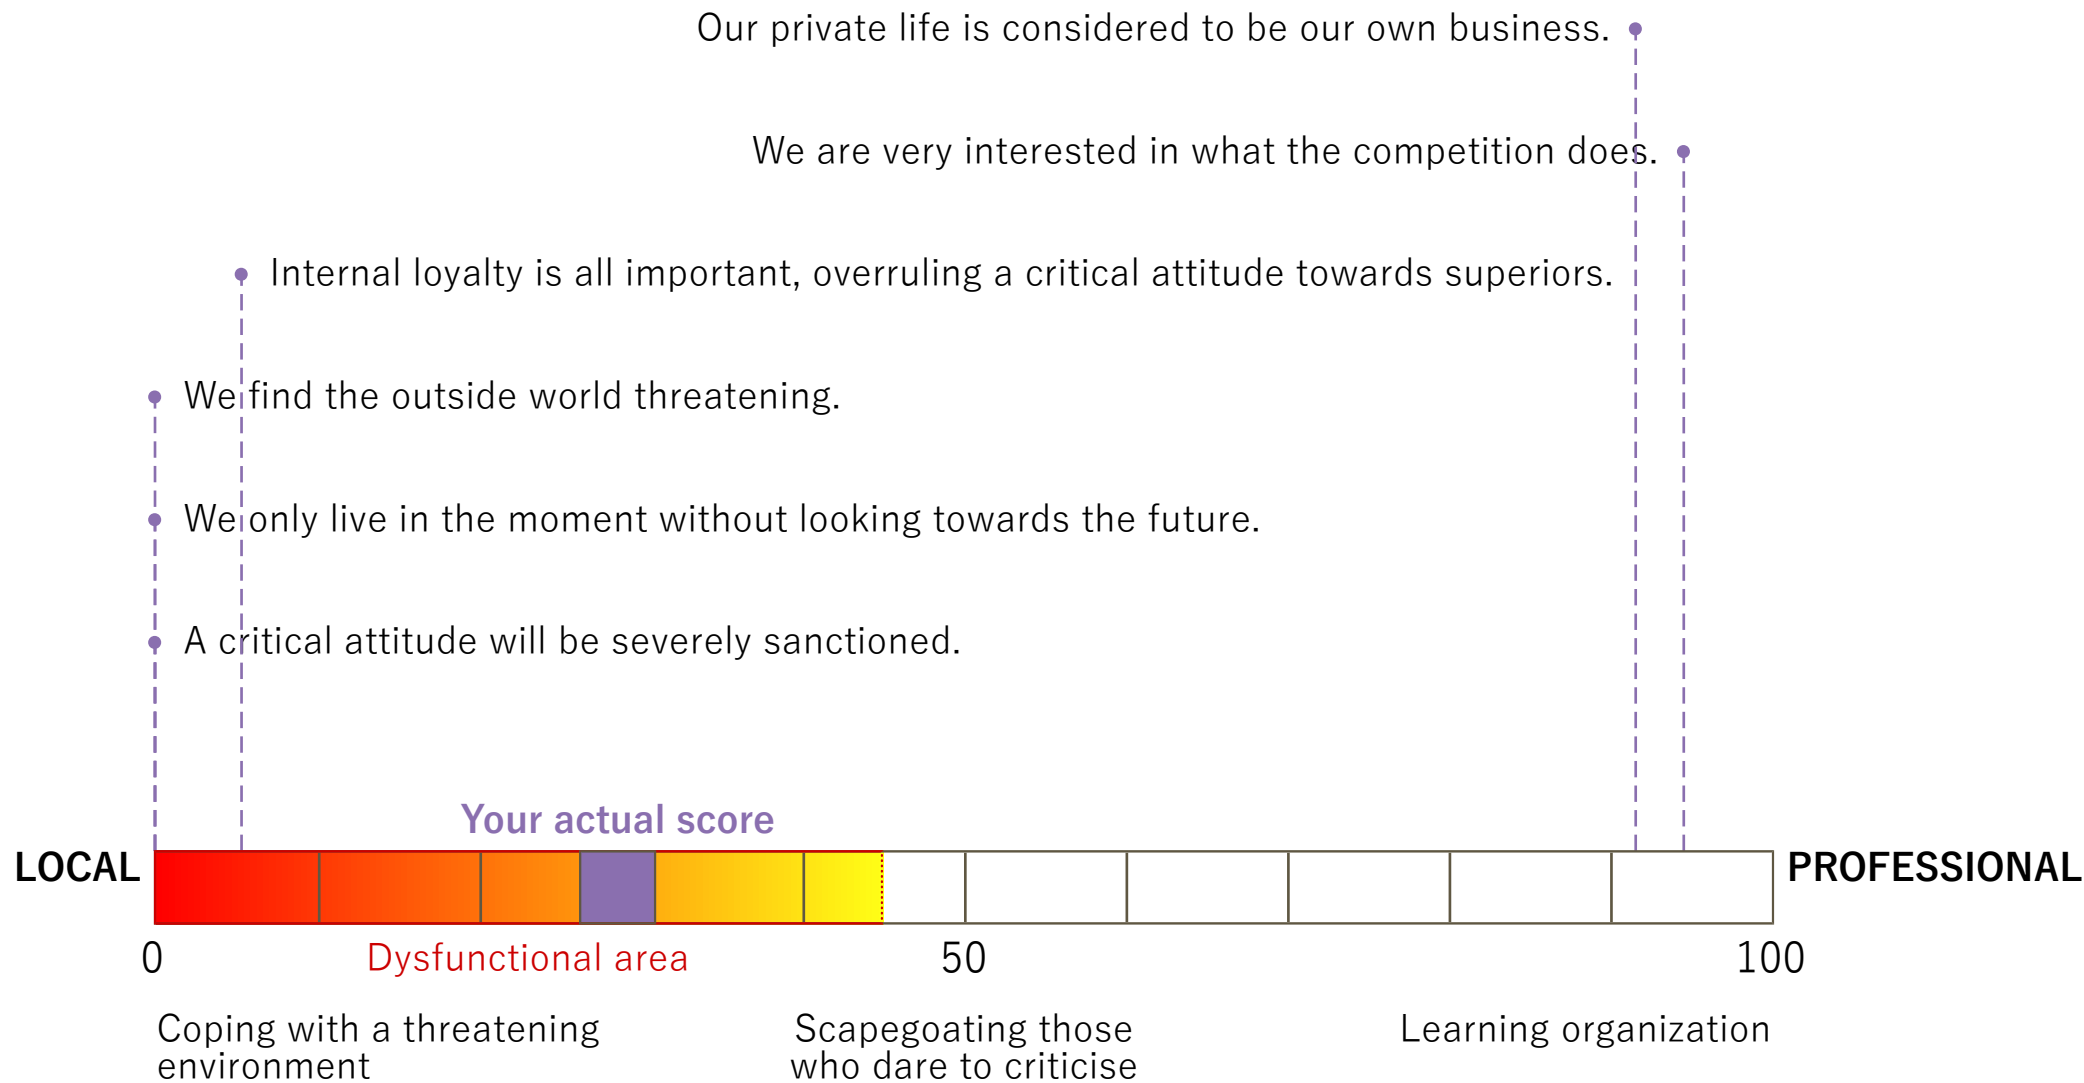 Our private life is considered to be our own business.
We are very interested in what the competition does.
Internal loyalty is all important, overruling a critical attitude towards superiors.
We find the outside world threatening.
We only live in the moment without looking towards the future.
A critical attitude will be severely sanctioned.
Your actual score
LOCAL
PROFESSIONAL
0
Dysfunctional area
50
100
Coping with a threatening
environment
Scapegoating those
who dare to criticise
Learning organization